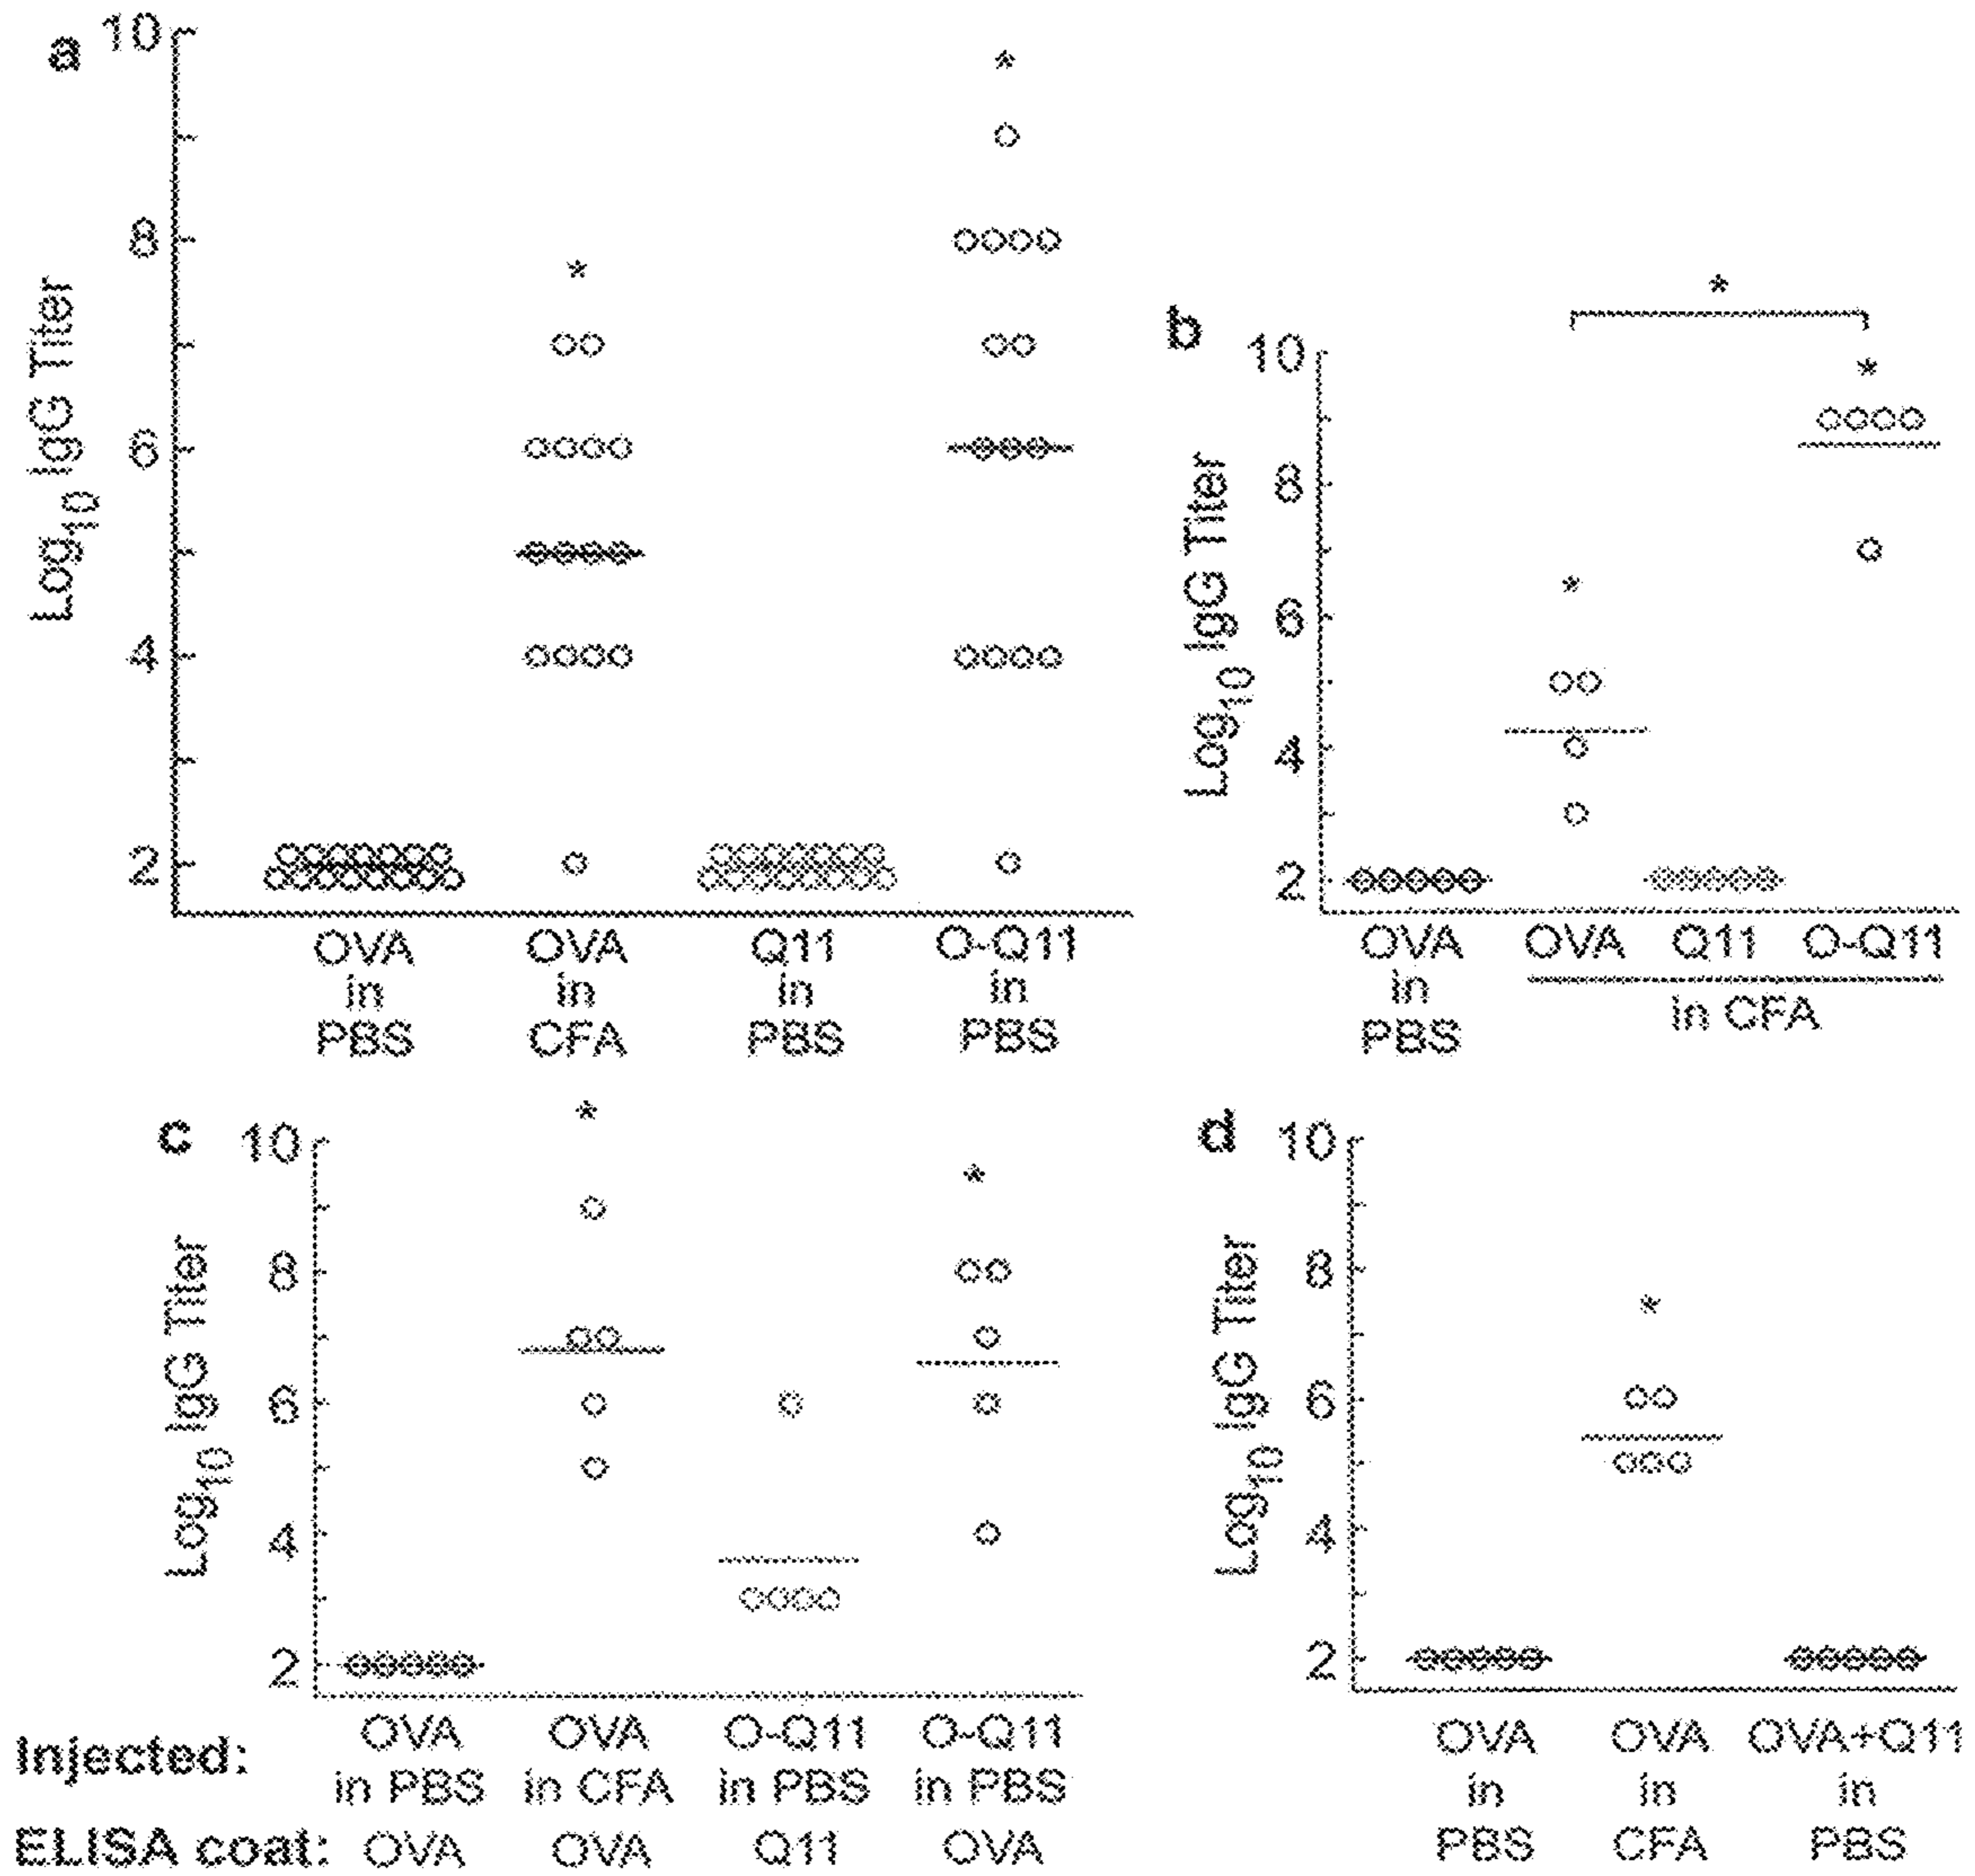 a
10
8
6
4
2
Log10 IgG Titer
*
*
OVA in PBS
OVA in CFA
Q11 in PBS
O-Q11 in PBS
b
10
8
6
4
2
Log10 IgG Titer
*
*
*
OVA in PBS
OVA Q11 O-Q11
in CFA
c
10
8
6
4
2
Log10 IgG Titer
*
*
Injected:
OVA in PBS
OVA in CFA
O-Q11 in PBS
O-Q11 in PBS
ELISA coat: OVA OVA Q11 OVA
d
10
8
6
4
2
Log10 IgG Titer
*
OVA in PBS
OVA in CFA
OVA+Q11 in PBS